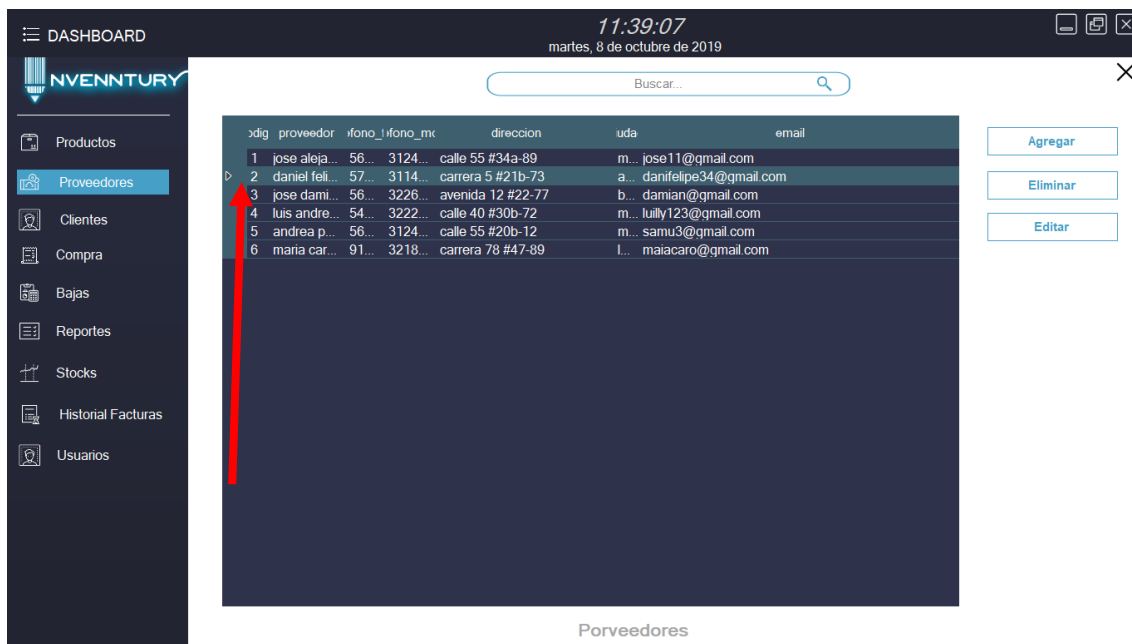 DASHBOARD
11:39:07
martes, 8 de octubre de 2019
NVENNTURY
Buscar...
Productos
Proveedores
Clientes
Compra
Bajas
Reportes
Stocks
Historial Facturas
Usuarios
odig proveedor fono_f fono_mo direccion iuda email
1 jose aleja... 56... 3124... calle 55 #34a-89 m... jose11@gmail.com
2 daniel feli... 57... 3114... carrera 5 #21b-73 a... danifelipe34@gmail.com
3 jose dami... 56... 3226... avenida 12 #22-77 b... damian@gmail.com
4 luis andre... 54... 3222... calle 40 #30b-72 m... luilly123@gmail.com
5 andrea p... 56... 3124... calle 55 #20b-12 m... samu3@gmail.com
6 maria car... 91... 3218... carrera 78 #47-89 l... maiacaro@gmail.com
Agregar
Eliminar
Editar
Porveedores